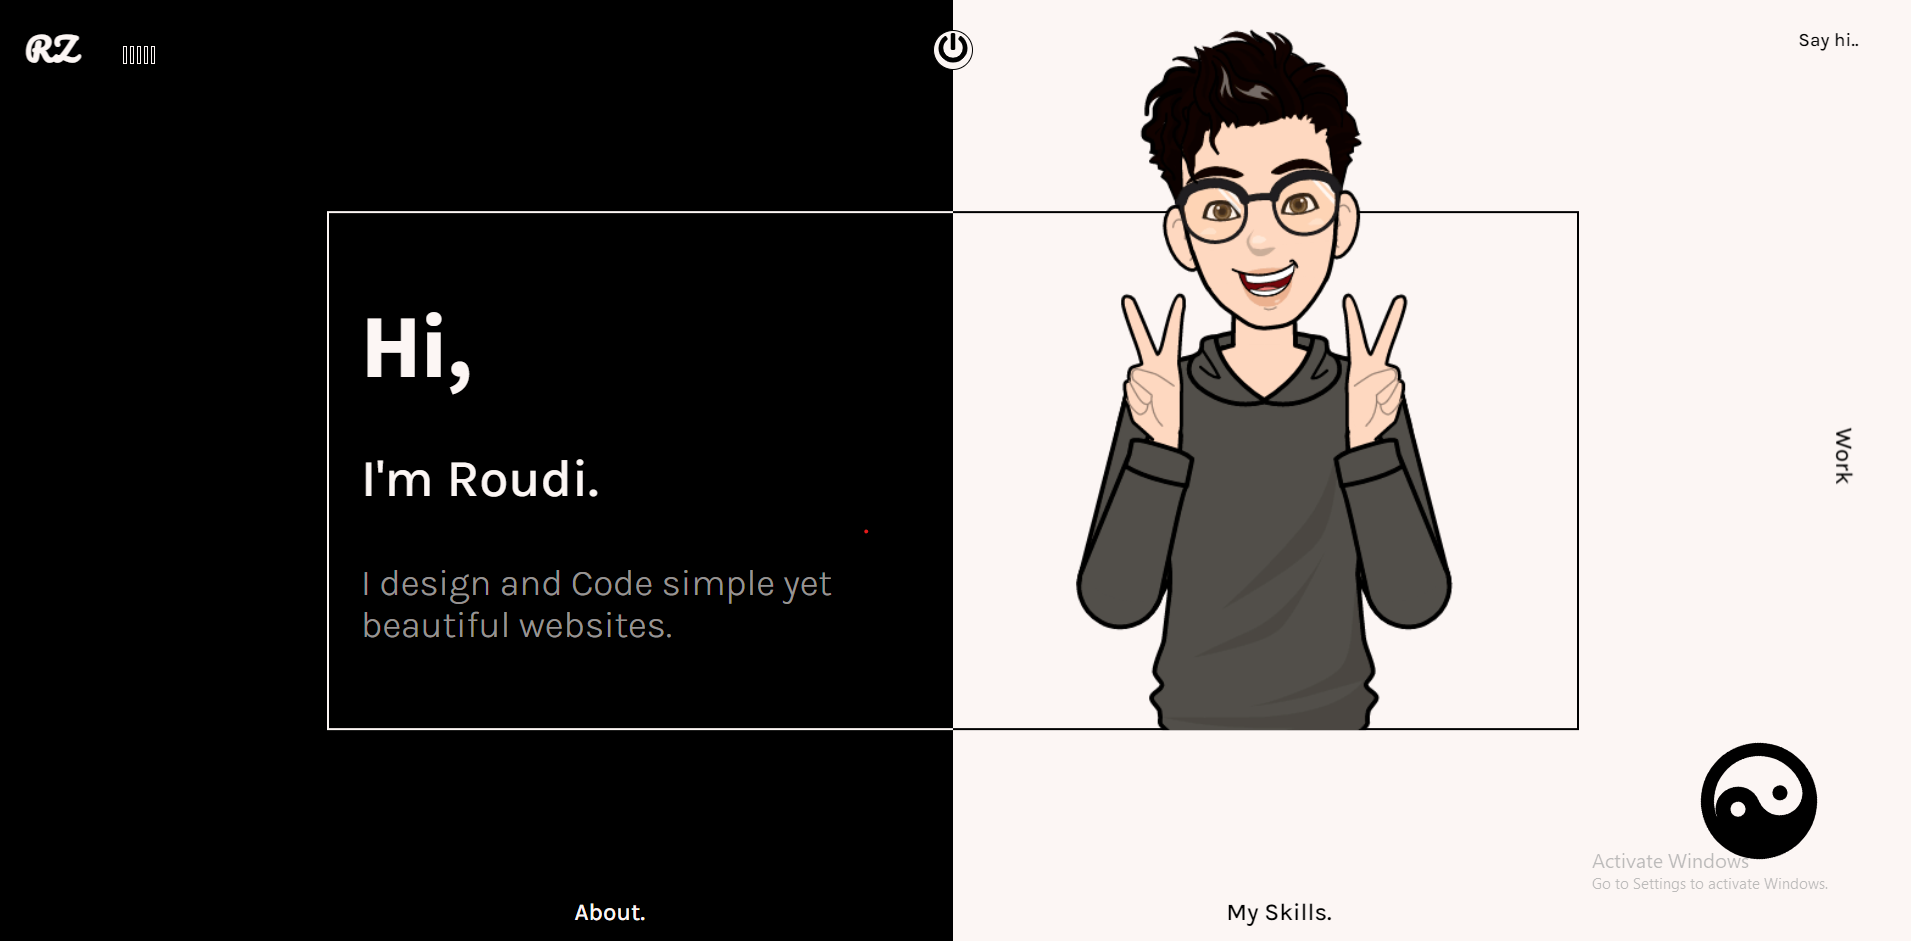 RZ
Say hi..
Hi,
I'm Roudi.
I design and Code simple yet
beautiful websites.
Work
Activate Windows
Go to Settings to activate Windows.
About.
My Skills.